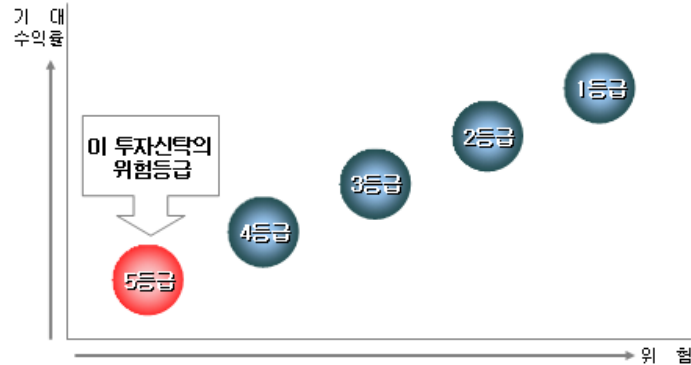 기 대
수익률
1등급
2등급
이 투자신탁의
위험등급
3등급
4등급
5등급
위 험